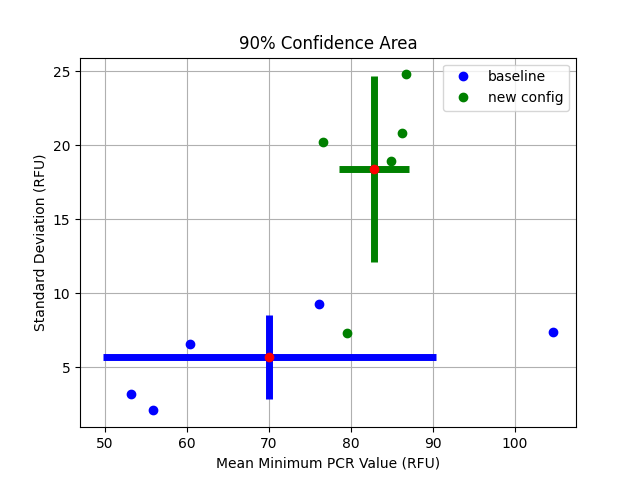 90% Confidence Area
baseline
new config
25
20
15
10
5
Standard Deviation (RFU)
50 60 70 80 90 100
Mean Minimum PCR Value (RFU)